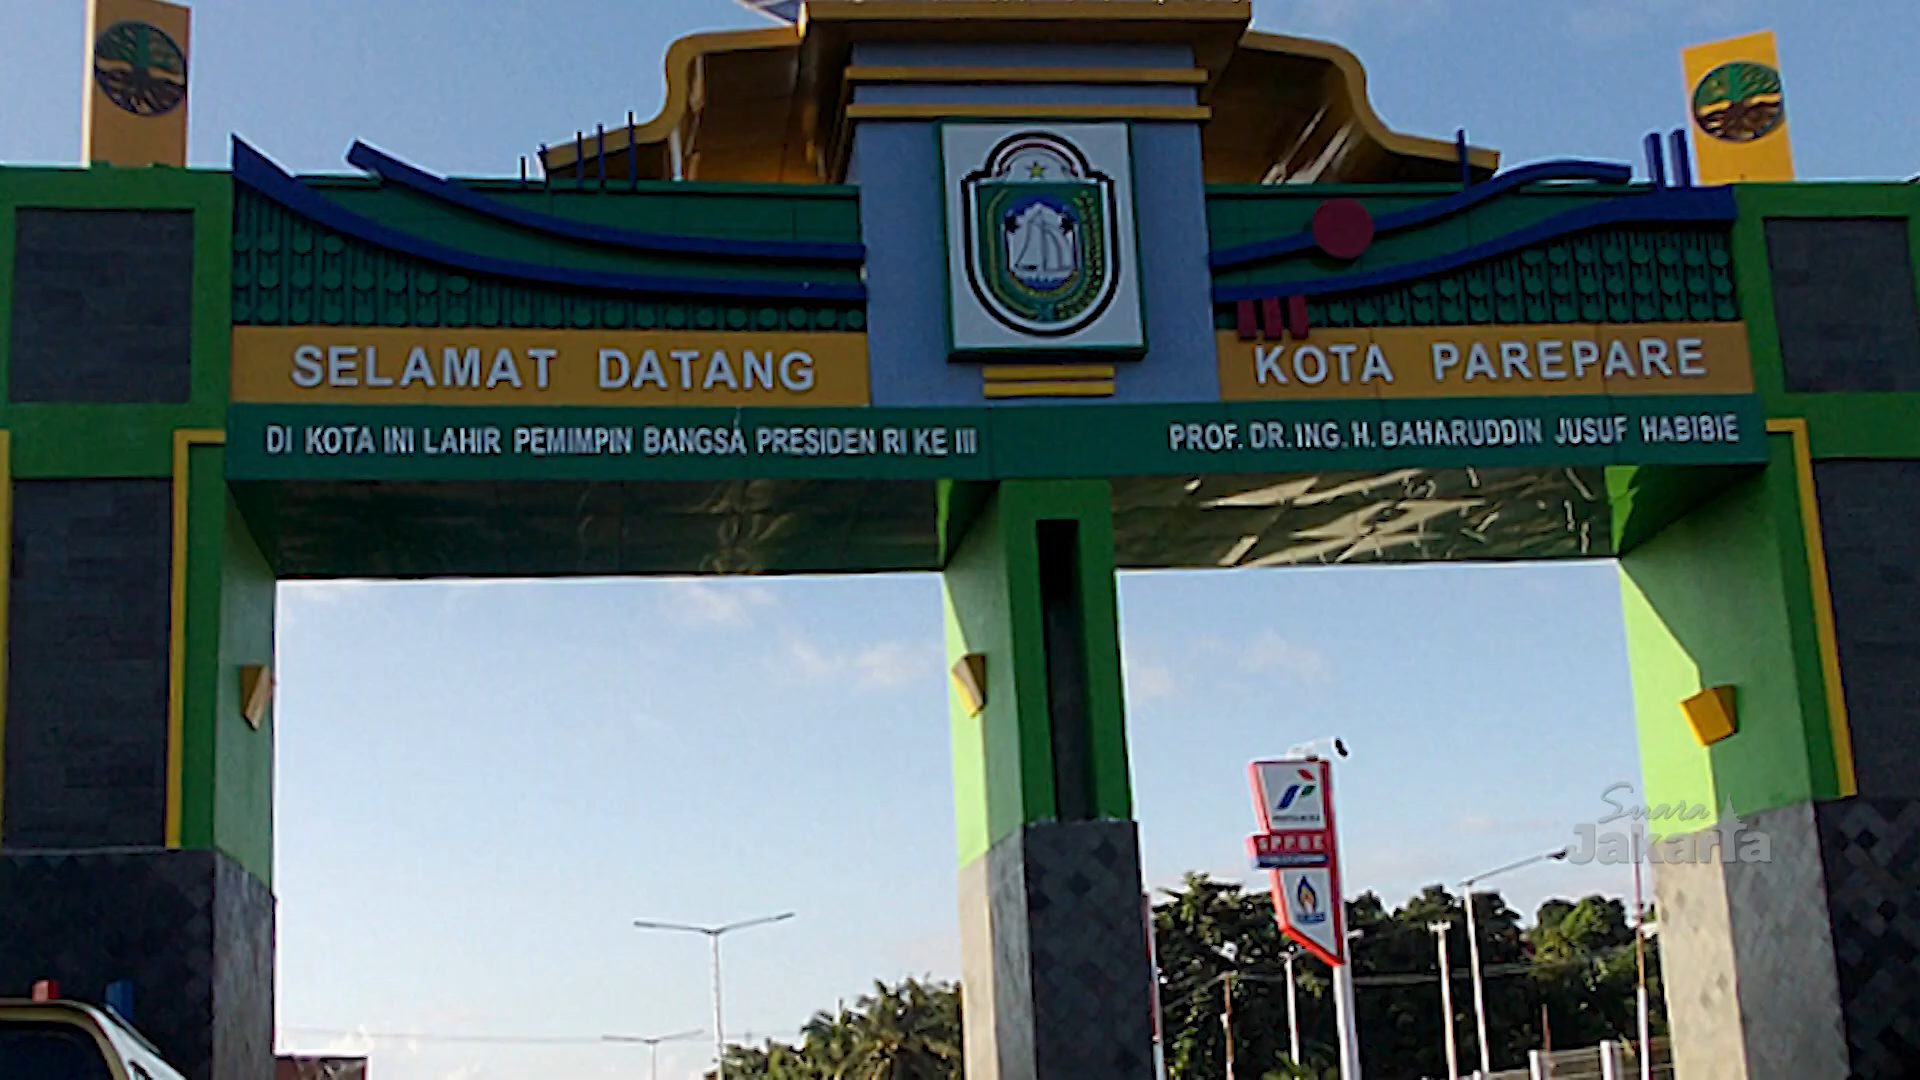 SELAMAT DATANG
KOTA PAREPARE
DI KOTA INI LAHIR PEMIMPIN BANGSA PRESIDEN RI KE III
PROF. DR. ING. H. BAHARUDDIN JUSUF HABIBIE
PERTAMINA
Suara
Jakarta